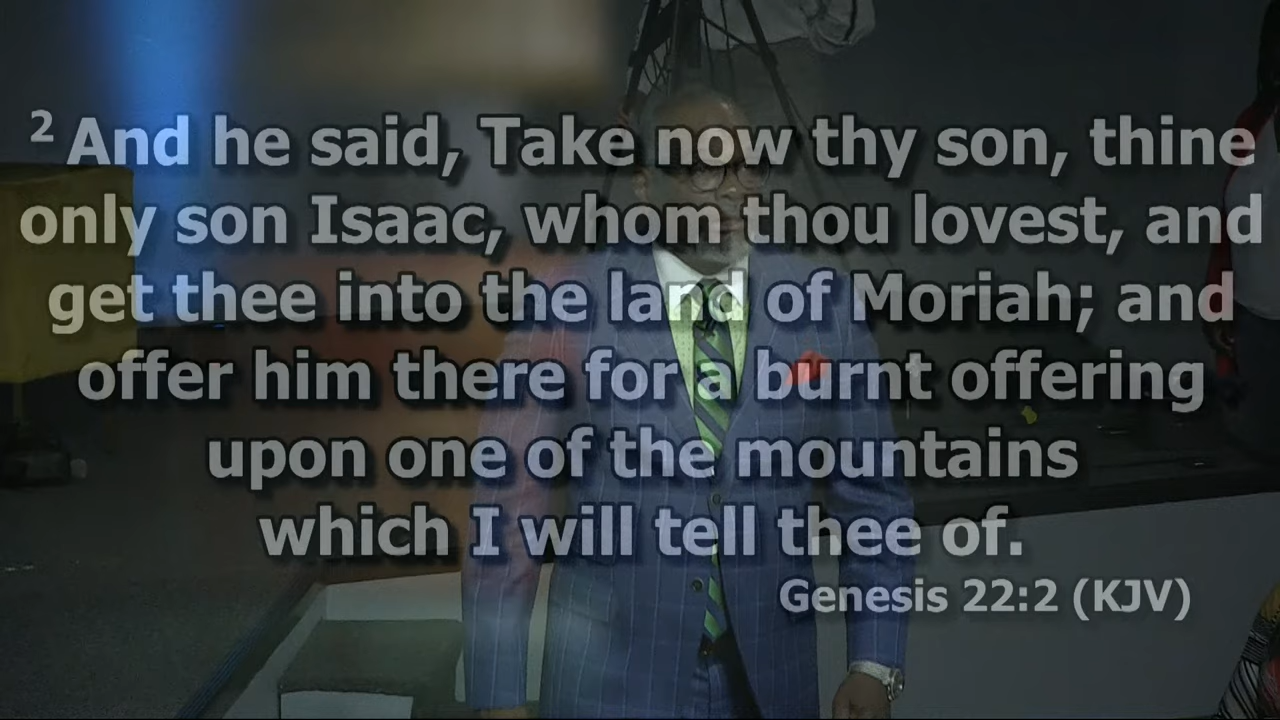 2 And he said, Take now thy son, thine
only son Isaac, whom thou lovest, and
get thee into the land of Moriah; and
offer him there for a burnt offering
upon one of the mountains
which I will tell thee of.
Genesis 22:2 (KJV)